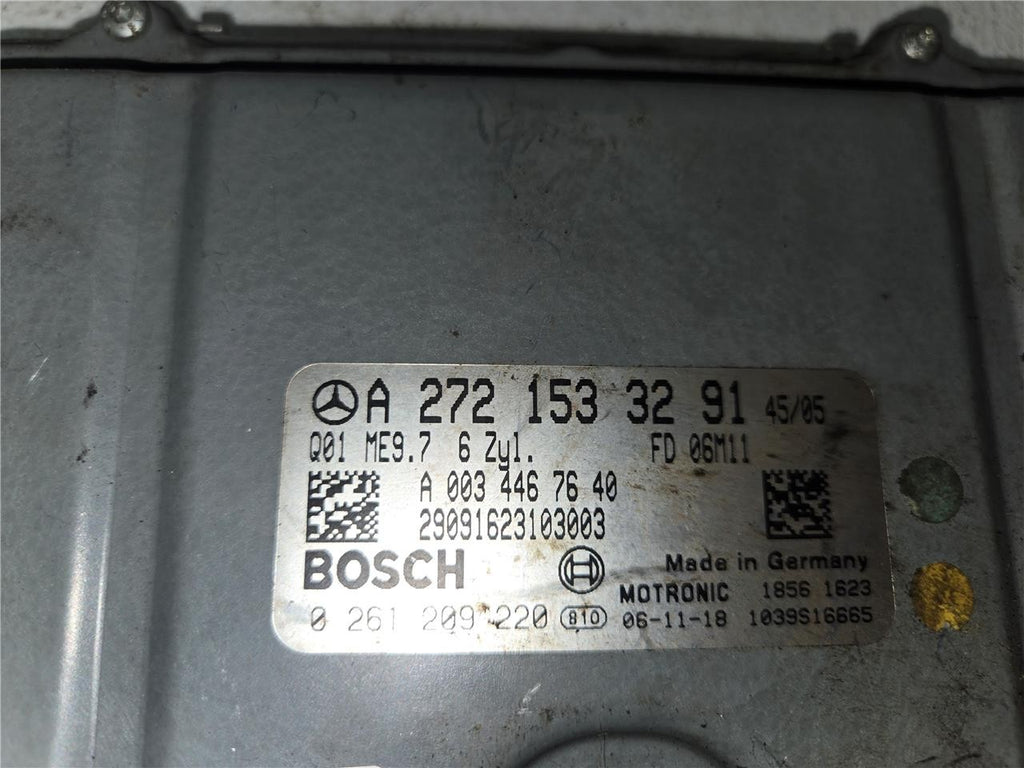 A 272 153 32 91 45/05
Q01 ME9.7 6 Zyl. FD 06M11
A 003 446 76 40
29091623103003
BOSCH Made in Germany
MOTRONIC 1856 1623
0 261 209 220 810 06-11-18 1039S16665